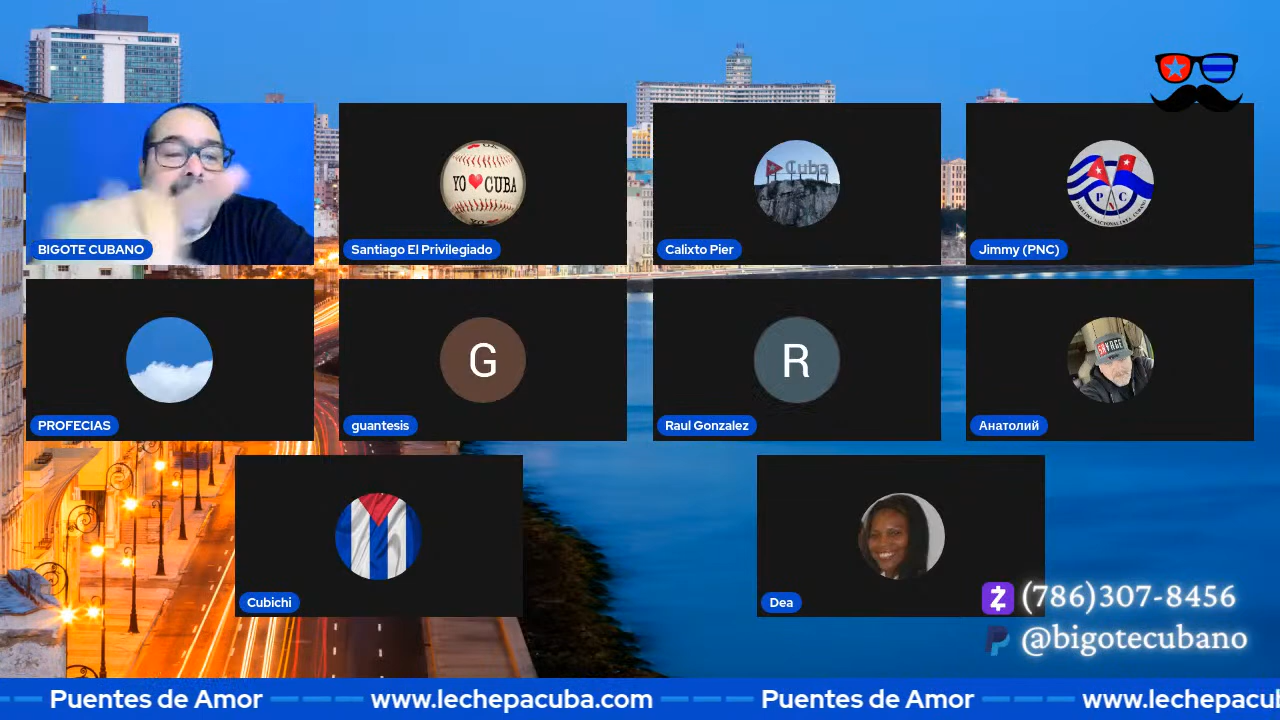 BIGOTE CUBANO
YO ❤ CUBA
YO
Santiago El Privilegiado
Cuba
Calixto Pier
P N C
Jimmy (PNC)
PROFECIAS
G
guantesis
R
Raul Gonzalez
Анатолий
Cubichi
Dea
(786)307-8456
@bigotecubano
Puentes de Amor www.lechepacuba.com Puentes de Amor www.lechepacu